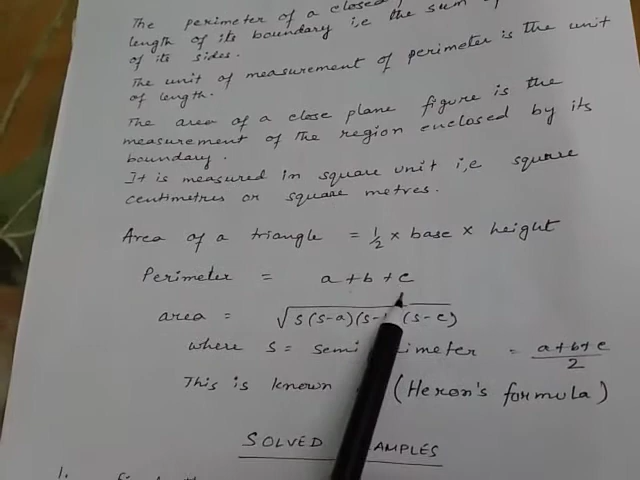 The perimeter of a closed
length of its boundary i,e the sum of
of its sides.
The unit of measurement of perimeter is the unit
of length.
The area of a close plane figure is the
measurement of the region enclosed by its
boundary.
It is measured in square unit i,e square
centimetres or square metres.
Area of a triangle = 1/2 × base × height
Perimeter = a+b+c
area = √s(s-a)(s- (s-c)
where s = semi imeter = a+b+c/2
This is known (Heron's formula)
SOLVED AMPLES
1.